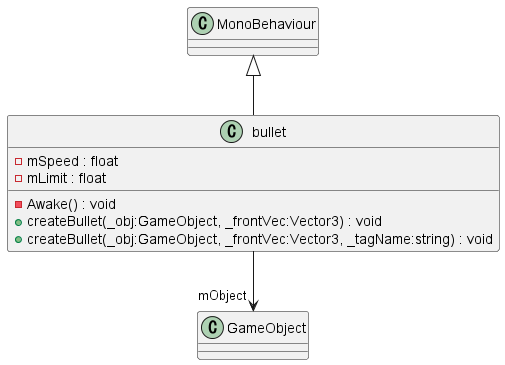 C MonoBehaviour
C bullet
mSpeed : float
mLimit : float
Awake() : void
createBullet(_obj:GameObject, _frontVec:Vector3) : void
createBullet(_obj:GameObject, _frontVec:Vector3, _tagName:string) : void
mObject
C GameObject